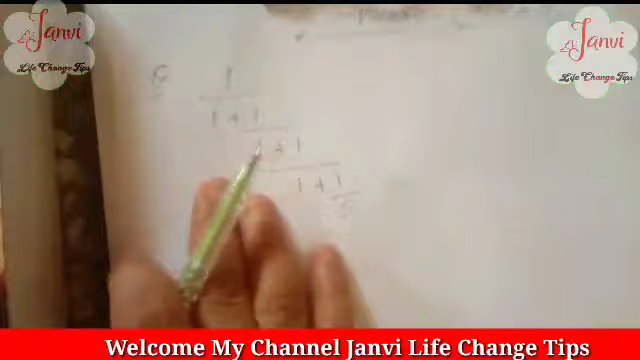 Janvi
Life Change Tips
Janvi
Life Change Tips
1
1 + 1
1 + 1
1 + 1
Welcome My Channel Janvi Life Change Tips